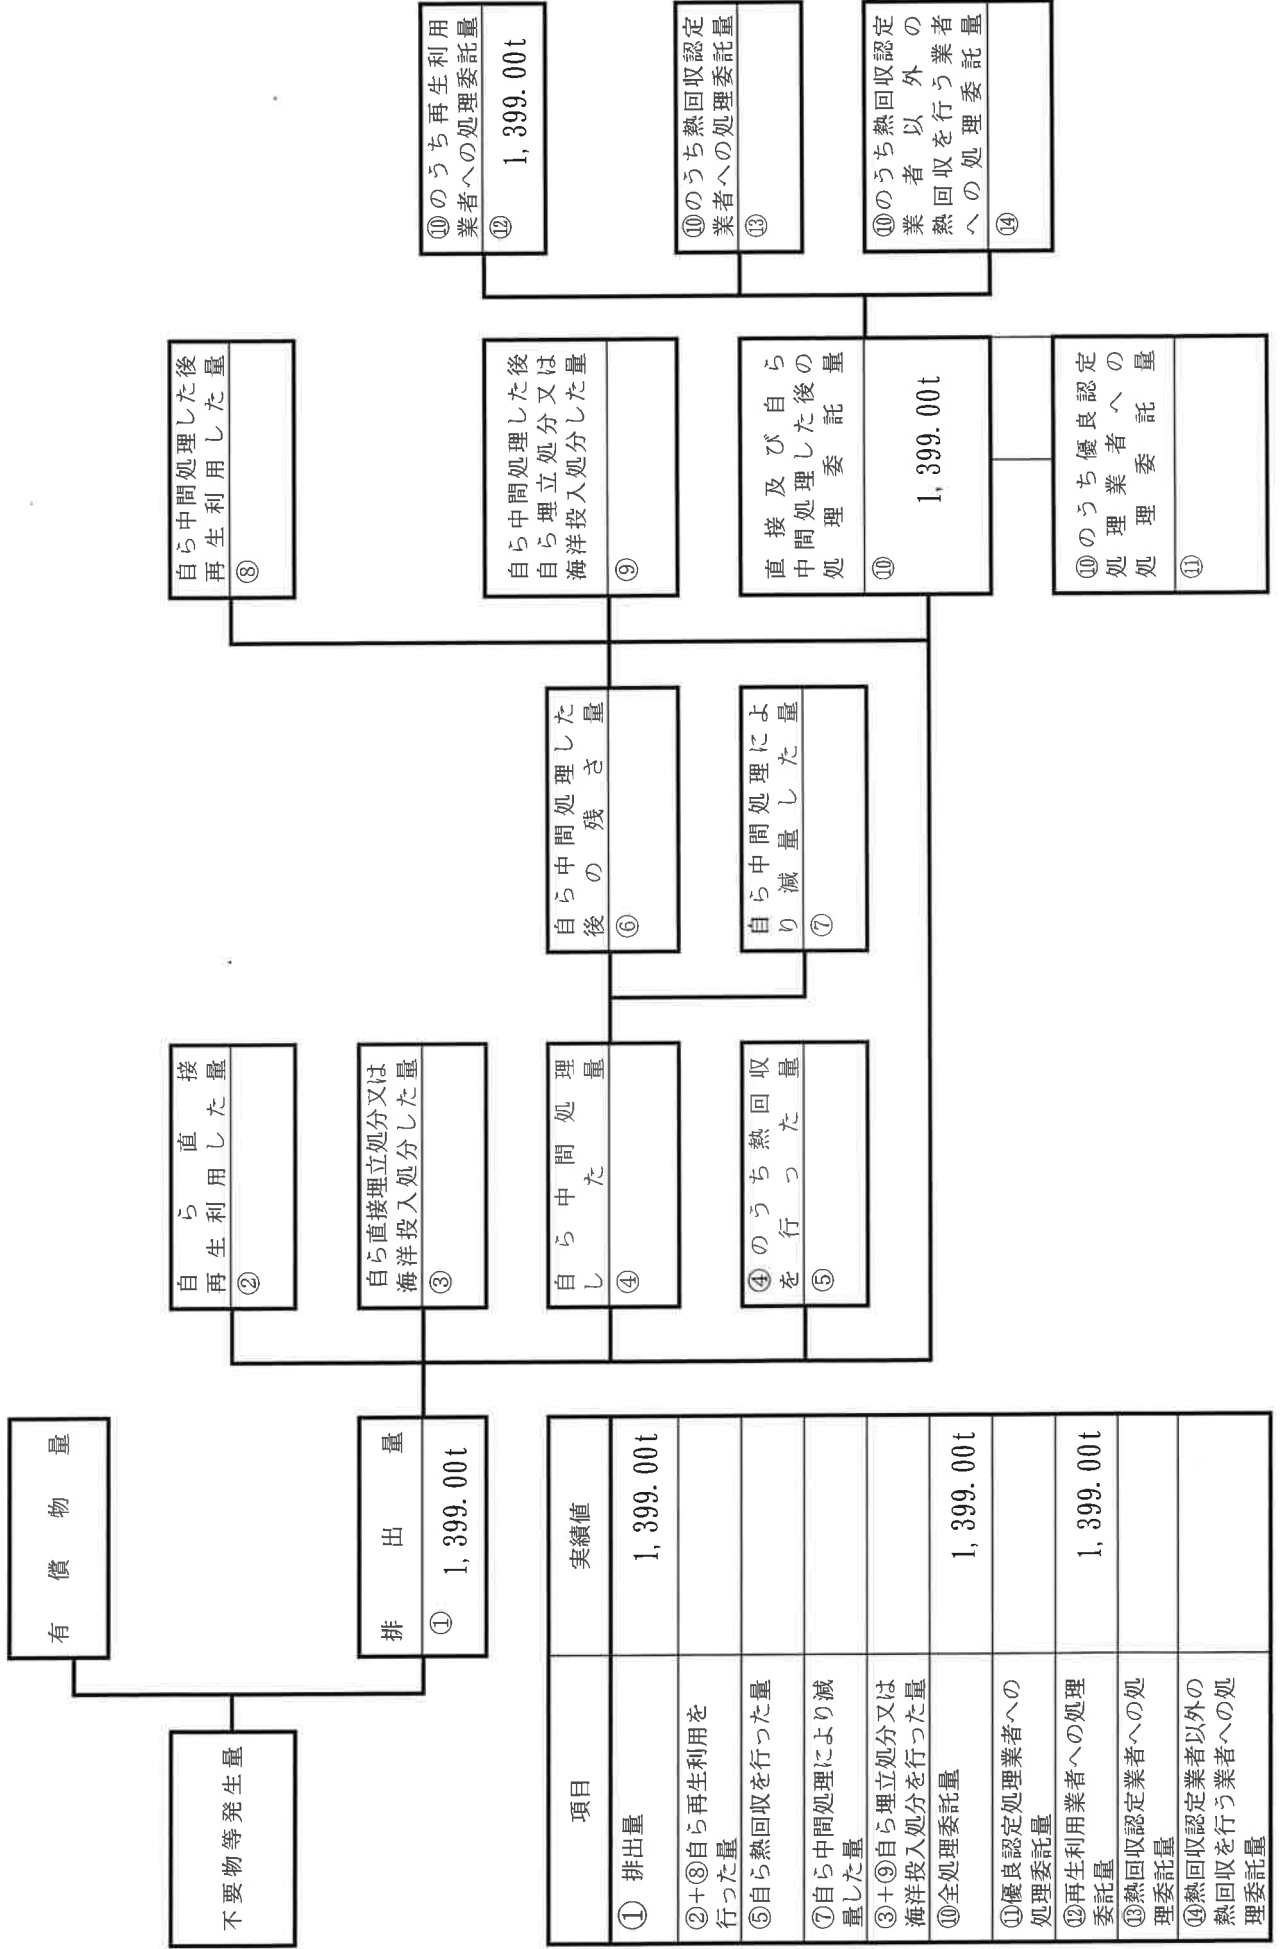 不要物等発生量
有償物量
排出量
① 1,399.00t
自ら直接
再生利用した量
②
自ら直接埋立処分又は
海洋投入処分した量
③
自ら中間処理
した量
④
④のうち熱回収
を行った量
⑤
自ら中間処理した
後の残さ量
⑥
自ら中間処理によ
り減量した量
⑦
自ら中間処理した後
再生利用した量
⑧
自ら中間処理した後
自ら埋立処分又は
海洋投入処分した量
⑨
直接及び自ら
中間処理した後の
処理委託量
⑩
1,399.00t
⑩のうち優良認定
処理業者への
処理委託量
⑪
⑩のうち再生利用
業者への処理委託量
⑫ 1,399.00t
⑩のうち熱回収認定
業者への処理委託量
⑬
⑩のうち熱回収認定
業者以外の
熱回収を行う業者
への処理委託量
⑭
項目 実績値
① 排出量 1,399.00t
②+⑧自ら再生利用を
行った量
⑤自ら熱回収を行った量
⑦自ら中間処理により減
量した量
③+⑨自ら埋立処分又は
海洋投入処分を行った量
⑩全処理委託量 1,399.00t
⑪優良認定処理業者への
処理委託量
⑫再生利用業者への処理
委託量 1,399.00t
⑬熱回収認定業者への処
理委託量
⑭熱回収認定業者以外の
熱回収を行う業者への処
理委託量